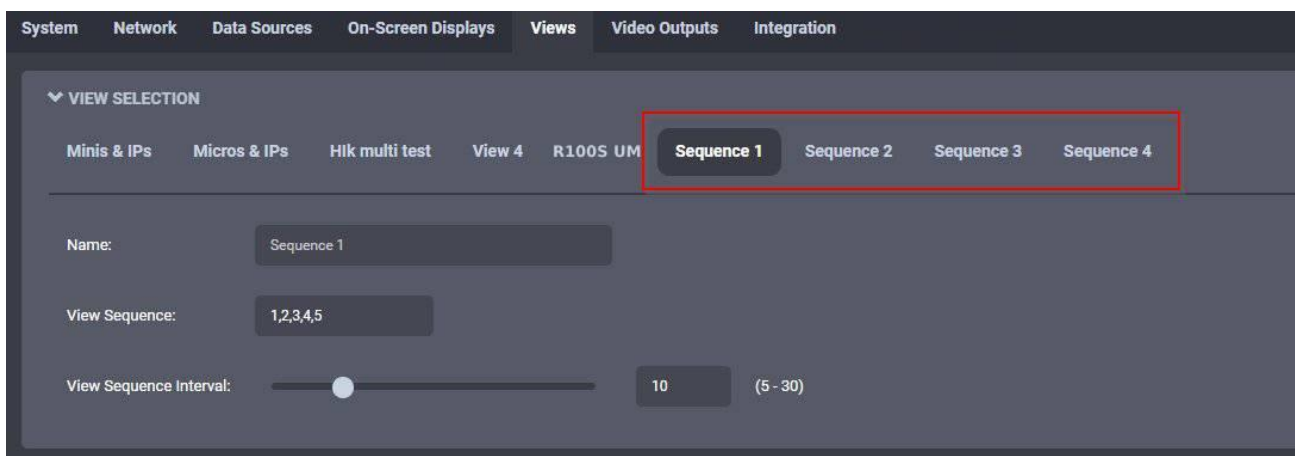 System Network Data Sources On-Screen Displays Views Video Outputs Integration
VIEW SELECTION
Minis & IPs Micros & IPs Hik multi test View 4 R100S UM Sequence 1 Sequence 2 Sequence 3 Sequence 4
Name: Sequence 1
View Sequence: 1,2,3,4,5
View Sequence Interval: 10 (5 - 30)